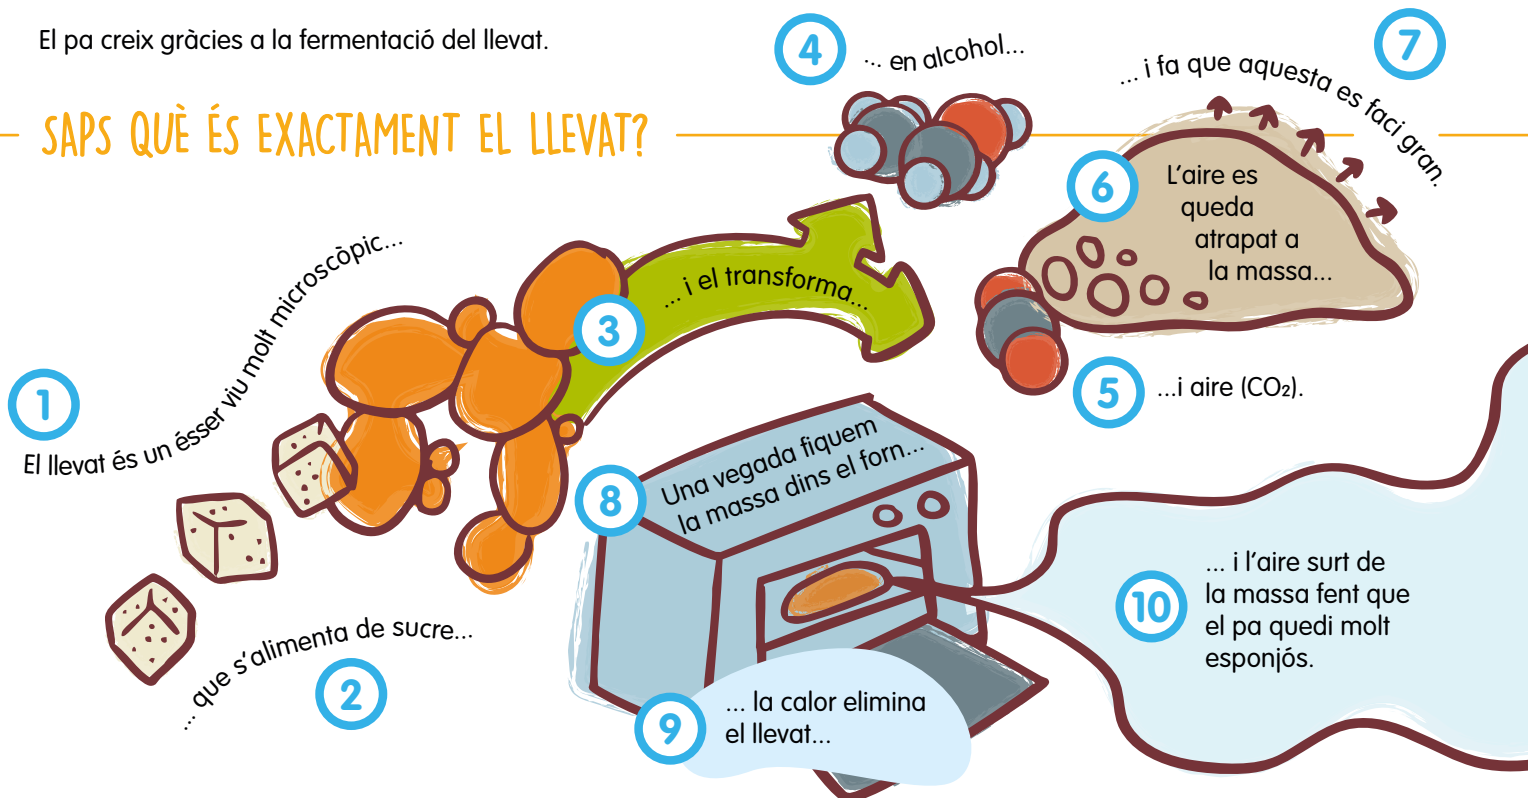 El pa creix gràcies a la fermentació del llevat.
SAPS QUÈ ÉS EXACTAMENT EL LLEVAT?
1
El llevat és un ésser viu molt microscòpic...
... que s'alimenta de sucre...
2
3
... i el transforma...
4
... en alcohol...
5
...i aire (CO₂).
6
L'aire es
queda
atrapat a
la massa...
7
... i fa que aquesta es faci gran.
8
Una vegada fiquem
la massa dins el forn...
9
... la calor elimina
el llevat...
10
... i l'aire surt de
la massa fent que
el pa quedi molt
esponjós.